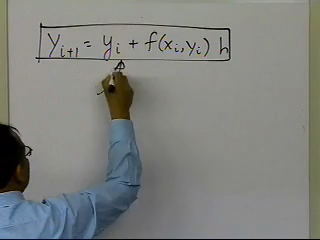 y_{i+1} = y_i + f(x_i, y_i) h